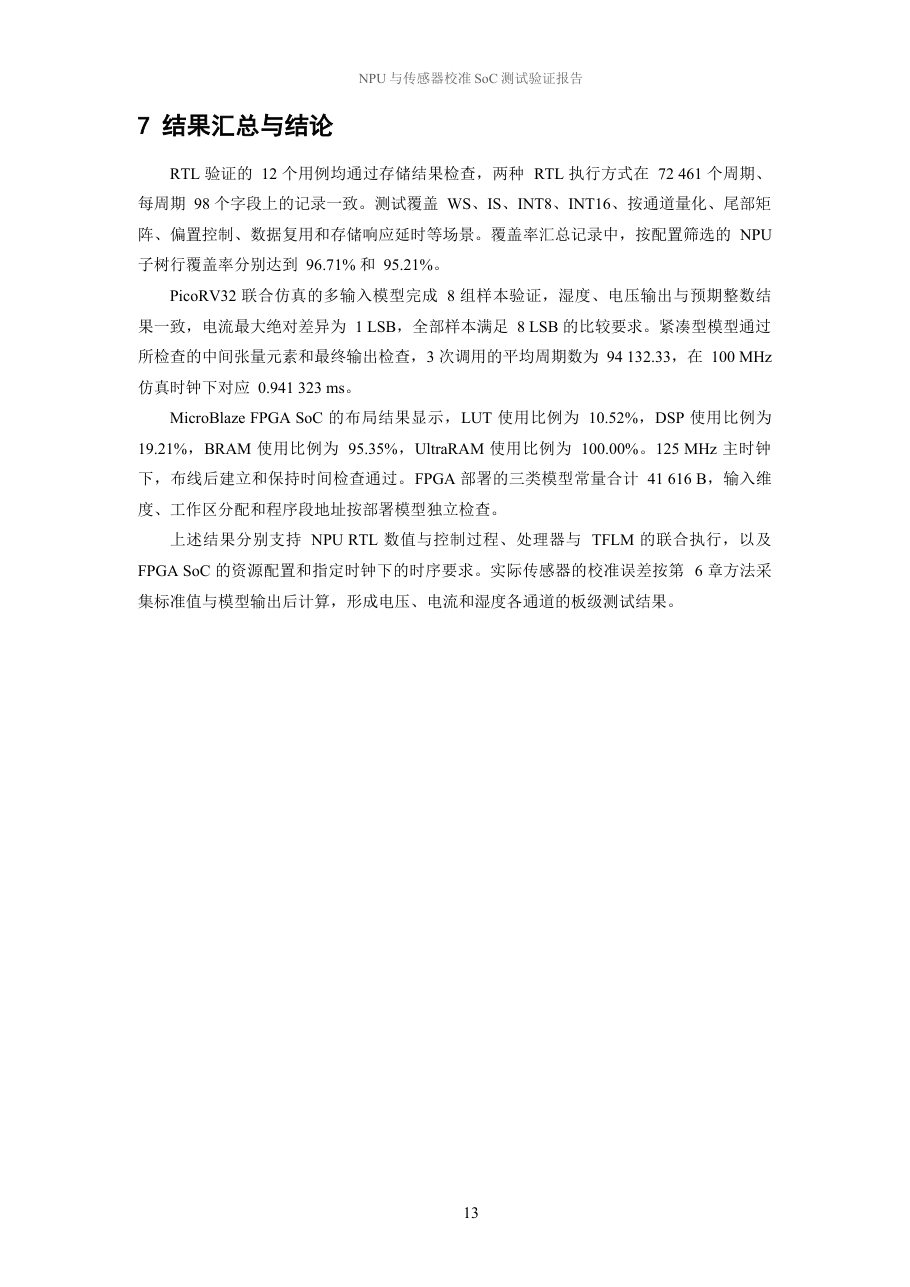 NPU 与传感器校准 SoC 测试验证报告
7 结果汇总与结论
RTL 验证的 12 个用例均通过存储结果检查，两种 RTL 执行方式在 72 461 个周期、
每周期 98 个字段上的记录一致。测试覆盖 WS、IS、INT8、INT16、按通道量化、尾部矩
阵、偏置控制、数据复用和存储响应延时等场景。覆盖率汇总记录中，按配置筛选的 NPU
子树行覆盖率分别达到 96.71% 和 95.21%。
PicoRV32 联合仿真的多输入模型完成 8 组样本验证，湿度、电压输出与预期整数结
果一致，电流最大绝对差异为 1 LSB，全部样本满足 8 LSB 的比较要求。紧凑型模型通过
所检查的中间张量元素和最终输出检查，3 次调用的平均周期数为 94 132.33，在 100 MHz
仿真时钟下对应 0.941 323 ms。
MicroBlaze FPGA SoC 的布局结果显示，LUT 使用比例为 10.52%，DSP 使用比例为
19.21%，BRAM 使用比例为 95.35%，UltraRAM 使用比例为 100.00%。125 MHz 主时钟
下，布线后建立和保持时间检查通过。FPGA 部署的三类模型常量合计 41 616 B，输入维
度、工作区分配和程序段地址按部署模型独立检查。
上述结果分别支持 NPU RTL 数值与控制过程、处理器与 TFLM 的联合执行，以及
FPGA SoC 的资源配置和指定时钟下的时序要求。实际传感器的校准误差按第 6 章方法采
集标准值与模型输出后计算，形成电压、电流和湿度各通道的板级测试结果。
13